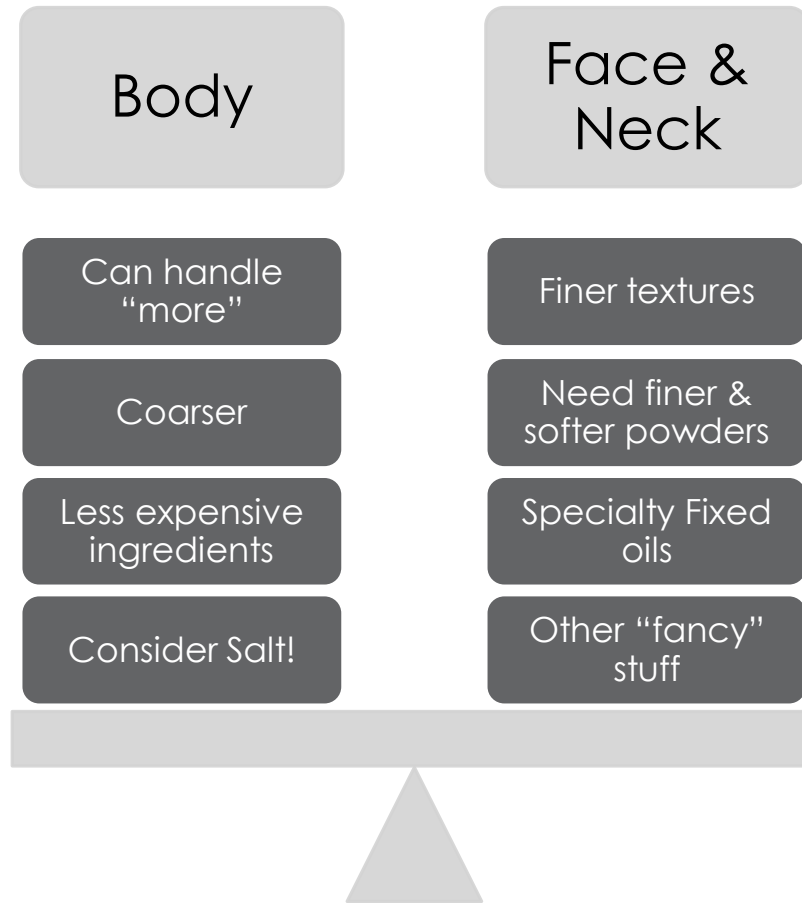 Body
Can handle
“more”
Coarser
Less expensive
ingredients
Consider Salt!
Face &
Neck
Finer textures
Need finer &
softer powders
Specialty Fixed
oils
Other “fancy”
stuff